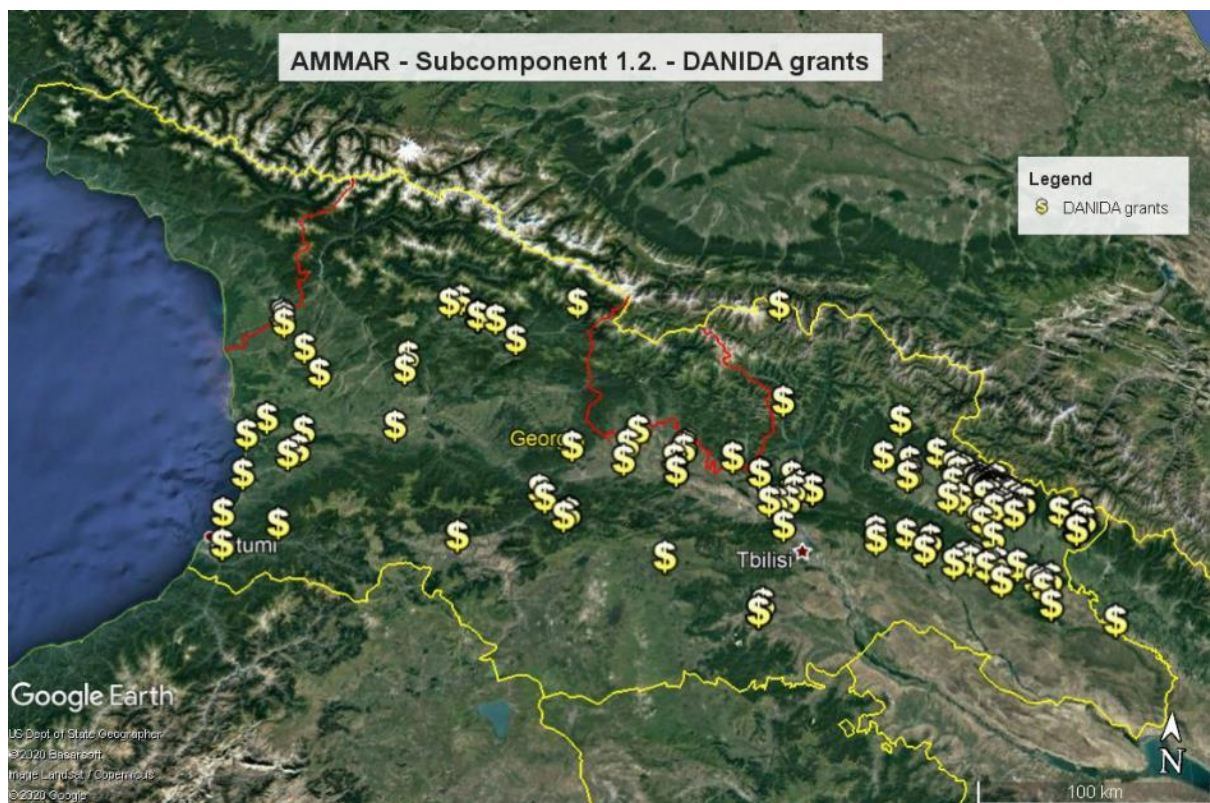 AMMAR - Subcomponent 1.2. - DANIDA grants
Legend
DANIDA grants
Georg
tumi
Tbilisi
Google Earth
US Dept of State Geographer
© 2020 Basarsoft
mage Landsat / Copernicus
© 2020 Google
N
100 km